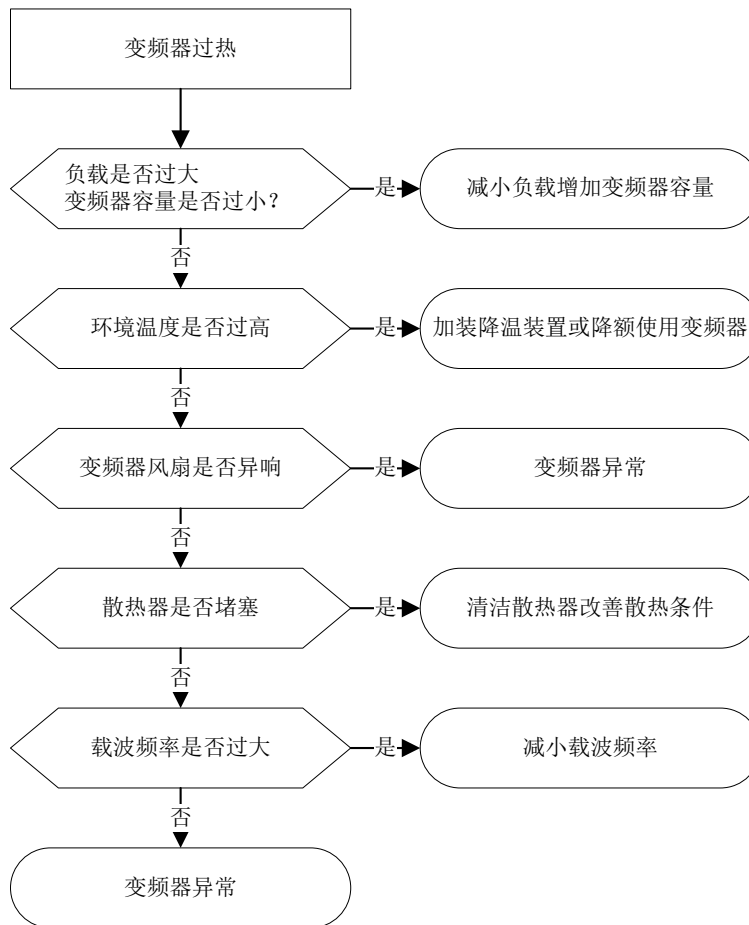 变频器过热
负载是否过大
变频器容量是否过小?
是
减小负载增加变频器容量
否
环境温度是否过高
是
加装降温装置或降额使用变频器
否
变频器风扇是否异响
是
变频器异常
否
散热器是否堵塞
是
清洁散热器改善散热条件
否
载波频率是否过大
是
减小载波频率
否
变频器异常